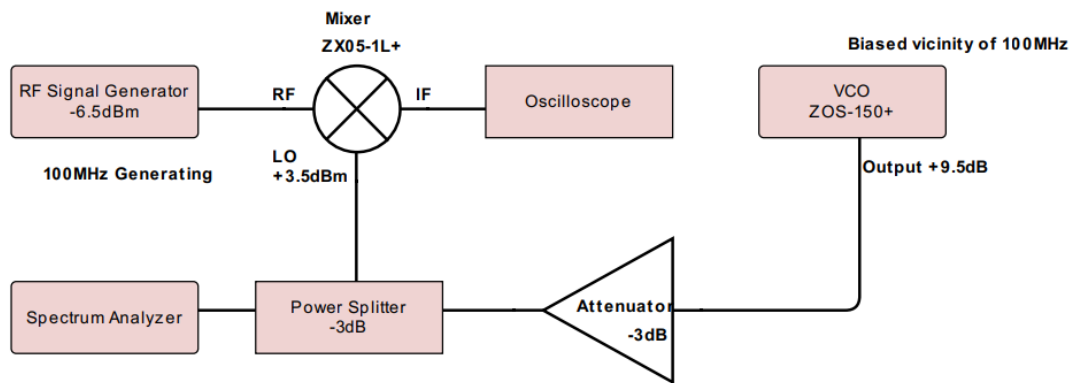 Mixer
ZX05-1L+
Biased vicinity of 100MHz
RF Signal Generator
-6.5dBm
RF
IF
Oscilloscope
VCO
ZOS-150+
100MHz Generating
LO
+3.5dBm
Output +9.5dB
Spectrum Analyzer
Power Splitter
-3dB
Attenuator
-3dB